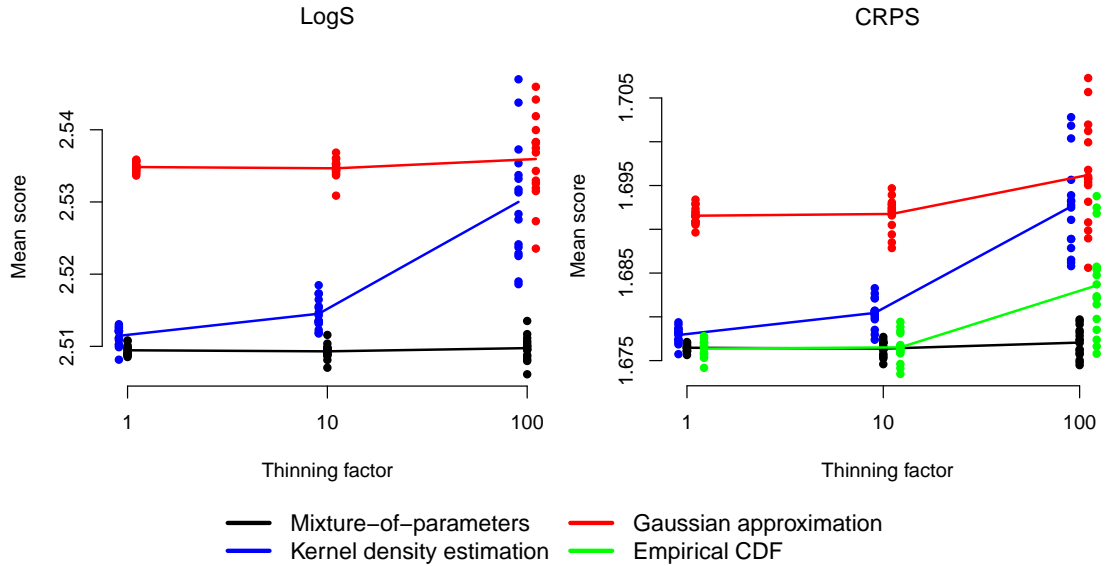 LogS
Mean score
2.54
2.53
2.52
2.51
1 10 100
Thinning factor
CRPS
Mean score
1.705
1.695
1.685
1.675
1 10 100
Thinning factor
Mixture−of−parameters
Kernel density estimation
Gaussian approximation
Empirical CDF